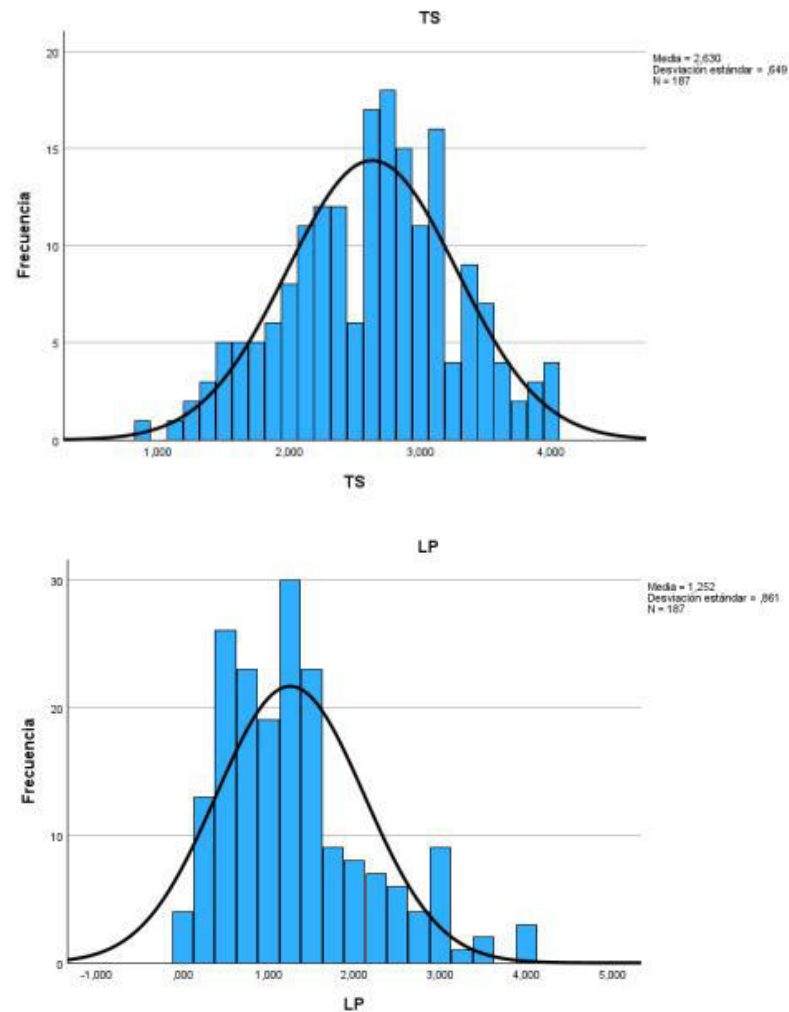 TS
Media = 2,630
Desviación estándar = ,649
N = 187
20
15
10
5
0
Frecuencia
1,000 2,000 3,000 4,000
TS
LP
Media = 1,252
Desviación estándar = ,861
N = 187
30
20
10
0
Frecuencia
-1,000 ,000 1,000 2,000 3,000 4,000 5,000
LP